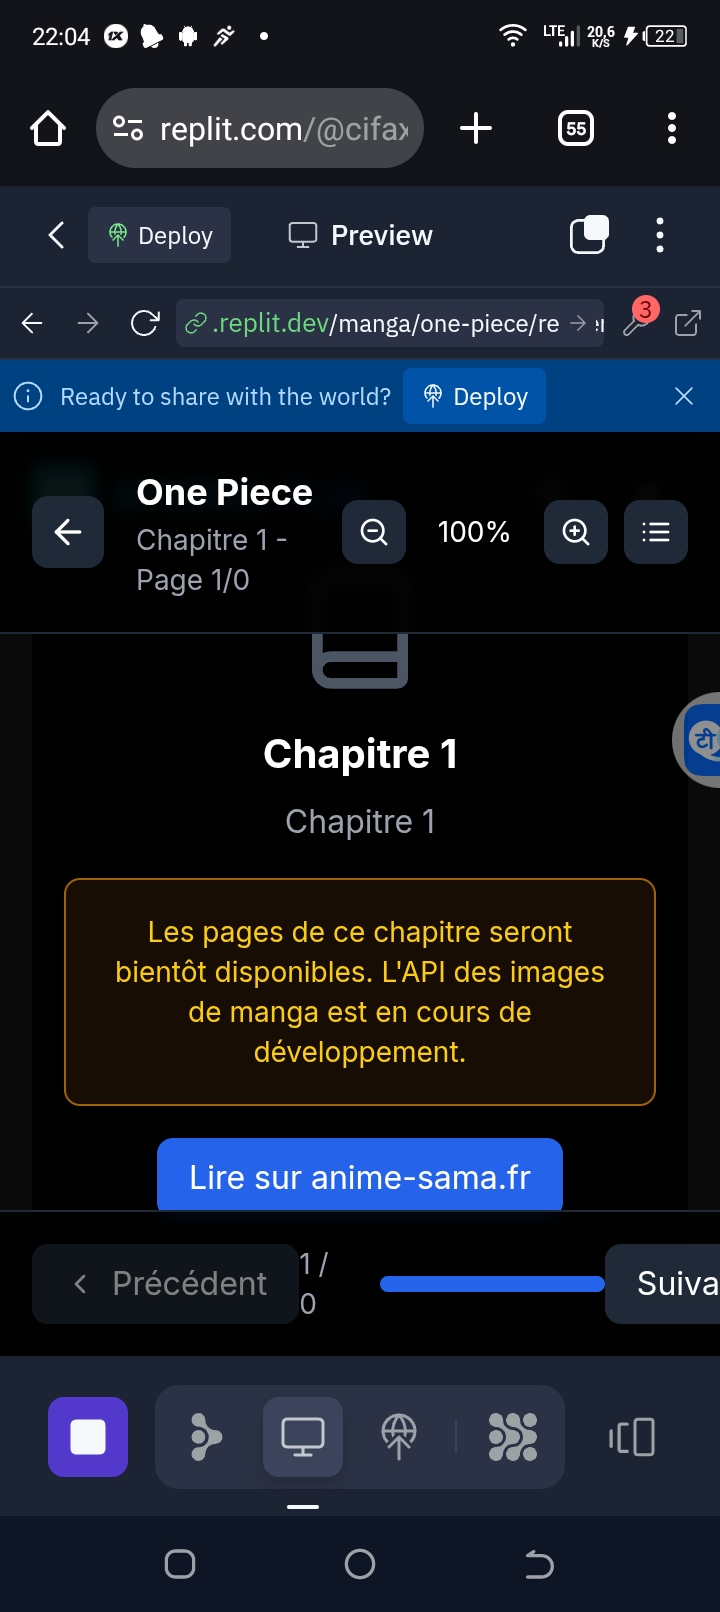 22:04
LTE
20,6
K/S
22
replit.com/@cifax
55
Deploy
Preview
.replit.dev/manga/one-piece/re
3
Ready to share with the world?
Deploy
One Piece
Chapitre 1 -
Page 1/0
100%
Chapitre 1
Chapitre 1
टी
Les pages de ce chapitre seront
bientôt disponibles. L'API des images
de manga est en cours de
développement.
Lire sur anime-sama.fr
Précédent
1 /
0
Suiva